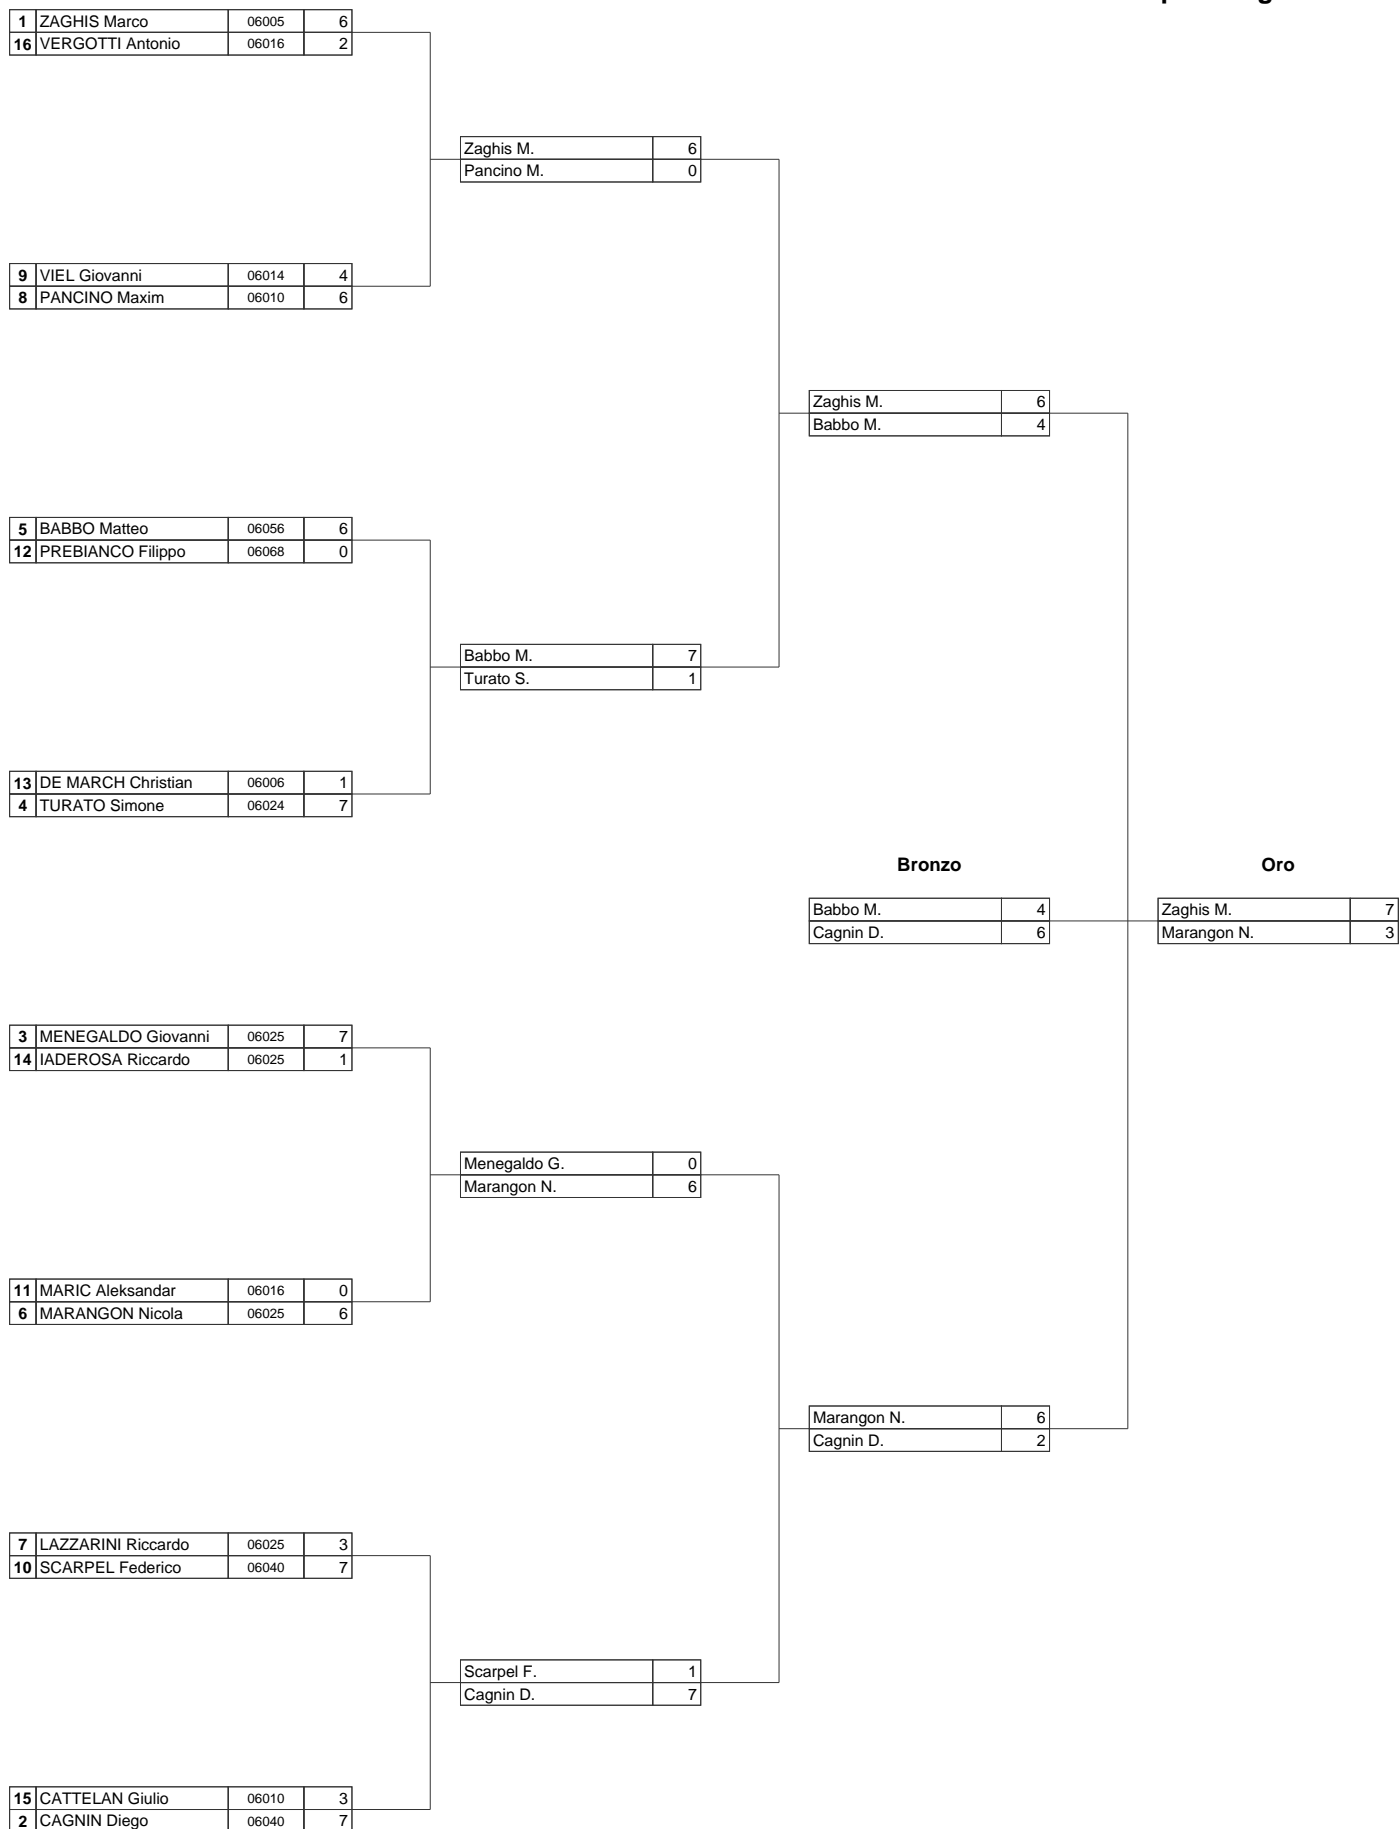 1 ZAGHIS Marco 06005 6
16 VERGOTTI Antonio 06016 2
Zaghis M. 6
Pancino M. 0
9 VIEL Giovanni 06014 4
8 PANCINO Maxim 06010 6
Zaghis M. 6
Babbo M. 4
5 BABBO Matteo 06056 6
12 PREBIANCO Filippo 06068 0
Babbo M. 7
Turato S. 1
13 DE MARCH Christian 06006 1
4 TURATO Simone 06024 7
Bronzo Oro
Babbo M. 4 Zaghis M. 7
Cagnin D. 6 Marangon N. 3
3 MENEGALDO Giovanni 06025 7
14 IADEROSA Riccardo 06025 1
Menegaldo G. 0
Marangon N. 6
11 MARIC Aleksandar 06016 0
6 MARANGON Nicola 06025 6
Marangon N. 6
Cagnin D. 2
7 LAZZARINI Riccardo 06025 3
10 SCARPEL Federico 06040 7
Scarpel F. 1
Cagnin D. 7
15 CATTELAN Giulio 06010 3
2 CAGNIN Diego 06040 7